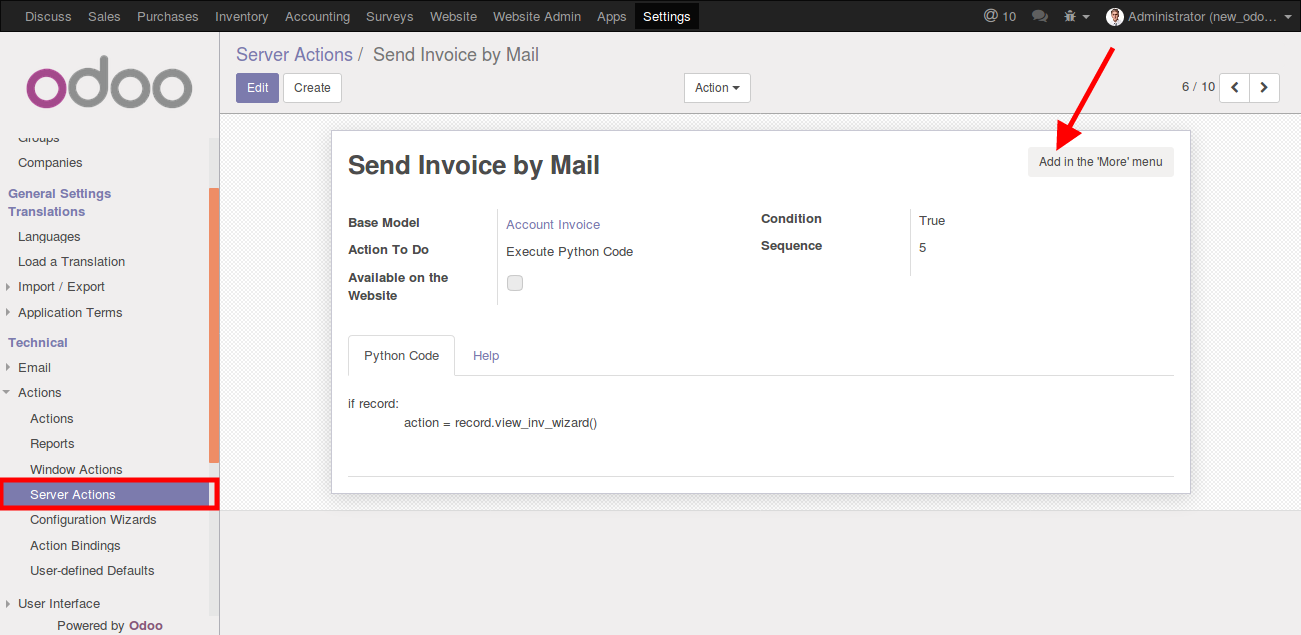 Discuss Sales Purchases Inventory Accounting Surveys Website Website Admin Apps Settings @ 10 Administrator (new_odo...
odoo
Groups
Companies
General Settings
Translations
Languages
Load a Translation
Import / Export
Application Terms
Technical
Email
Actions
Actions
Reports
Window Actions
Server Actions
Configuration Wizards
Action Bindings
User-defined Defaults
User Interface
Powered by Odoo
Server Actions / Send Invoice by Mail
Edit Create Action 6 / 10
Send Invoice by Mail
Add in the 'More' menu
Base Model Account Invoice
Action To Do Execute Python Code
Available on the
Website
Condition True
Sequence 5
Python Code Help
if record:
action = record.view_inv_wizard()